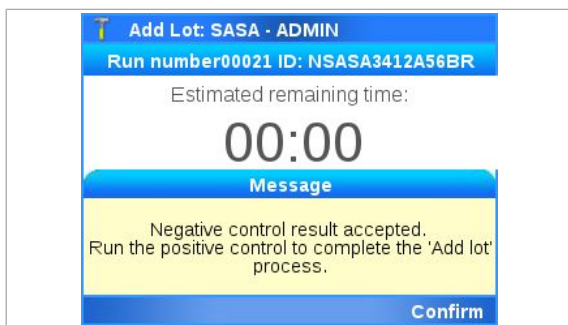 Add Lot: SASA - ADMIN
Run number00021 ID: NSASA3412A56BR
Estimated remaining time:
00:00
Message
Negative control result accepted.
Run the positive control to complete the 'Add lot'
process.
Confirm